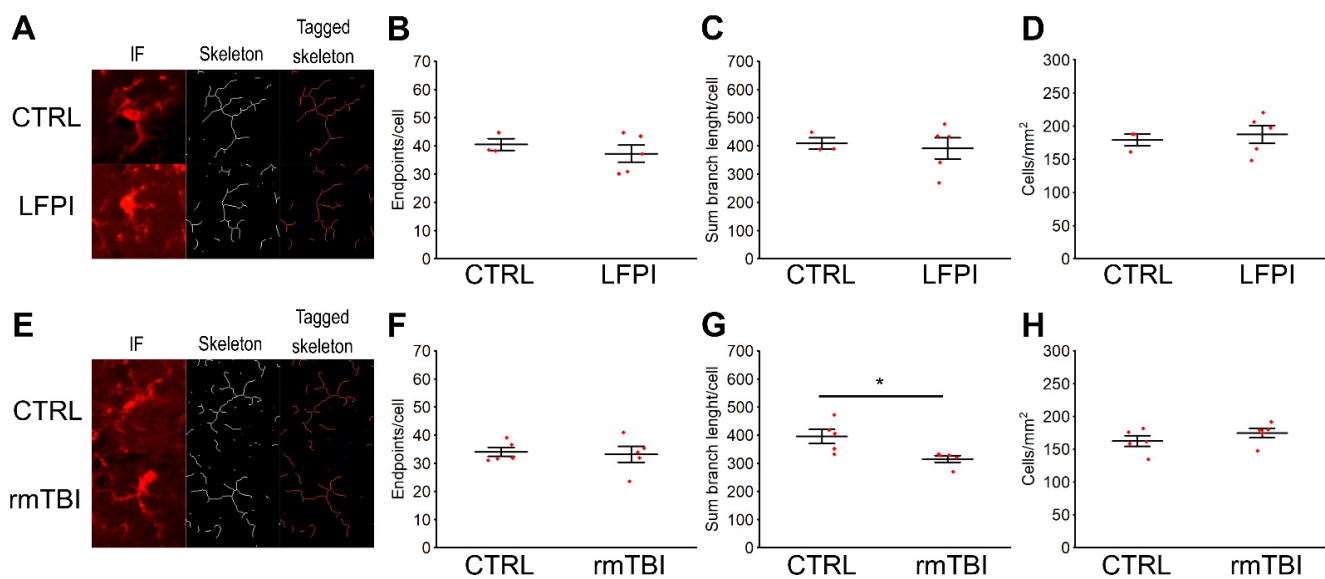 A
IF
Skeleton
Tagged
skeleton
CTRL
LFPI
B
Endpoints/cell
70
60
50
40
30
20
10
0
CTRL
LFPI
C
Sum branch lenght/cell
700
600
500
400
300
200
100
0
CTRL
LFPI
D
Cells/mm²
300
250
200
150
100
50
0
CTRL
LFPI
E
IF
Skeleton
Tagged
skeleton
CTRL
rmTBI
F
Endpoints/cell
70
60
50
40
30
20
10
0
CTRL
rmTBI
G
Sum branch lenght/cell
700
600
500
400
300
200
100
0
*
CTRL
rmTBI
H
Cells/mm²
300
250
200
150
100
50
0
CTRL
rmTBI